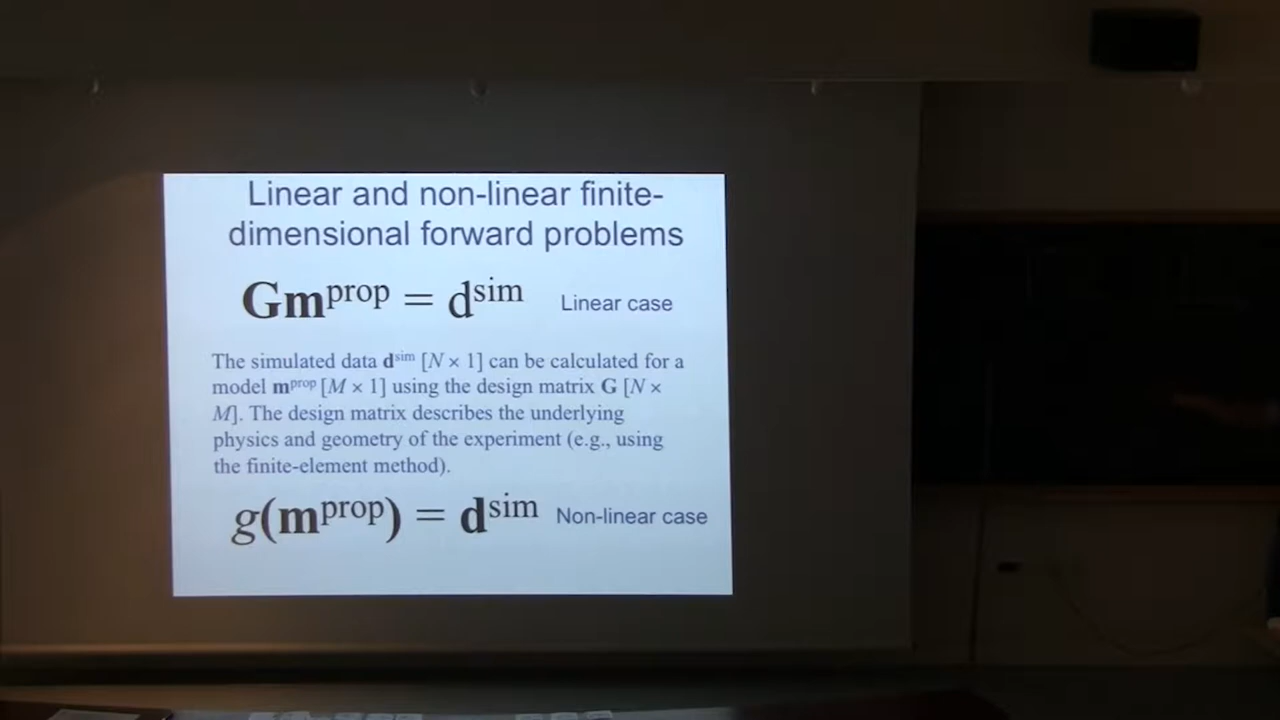 Linear and non-linear finite-
dimensional forward problems
Gm^prop = d^sim Linear case
The simulated data d^sim [N × 1] can be calculated for a
model m^prop [M × 1] using the design matrix G [N ×
M]. The design matrix describes the underlying
physics and geometry of the experiment (e.g., using
the finite-element method).
g(m^prop) = d^sim Non-linear case